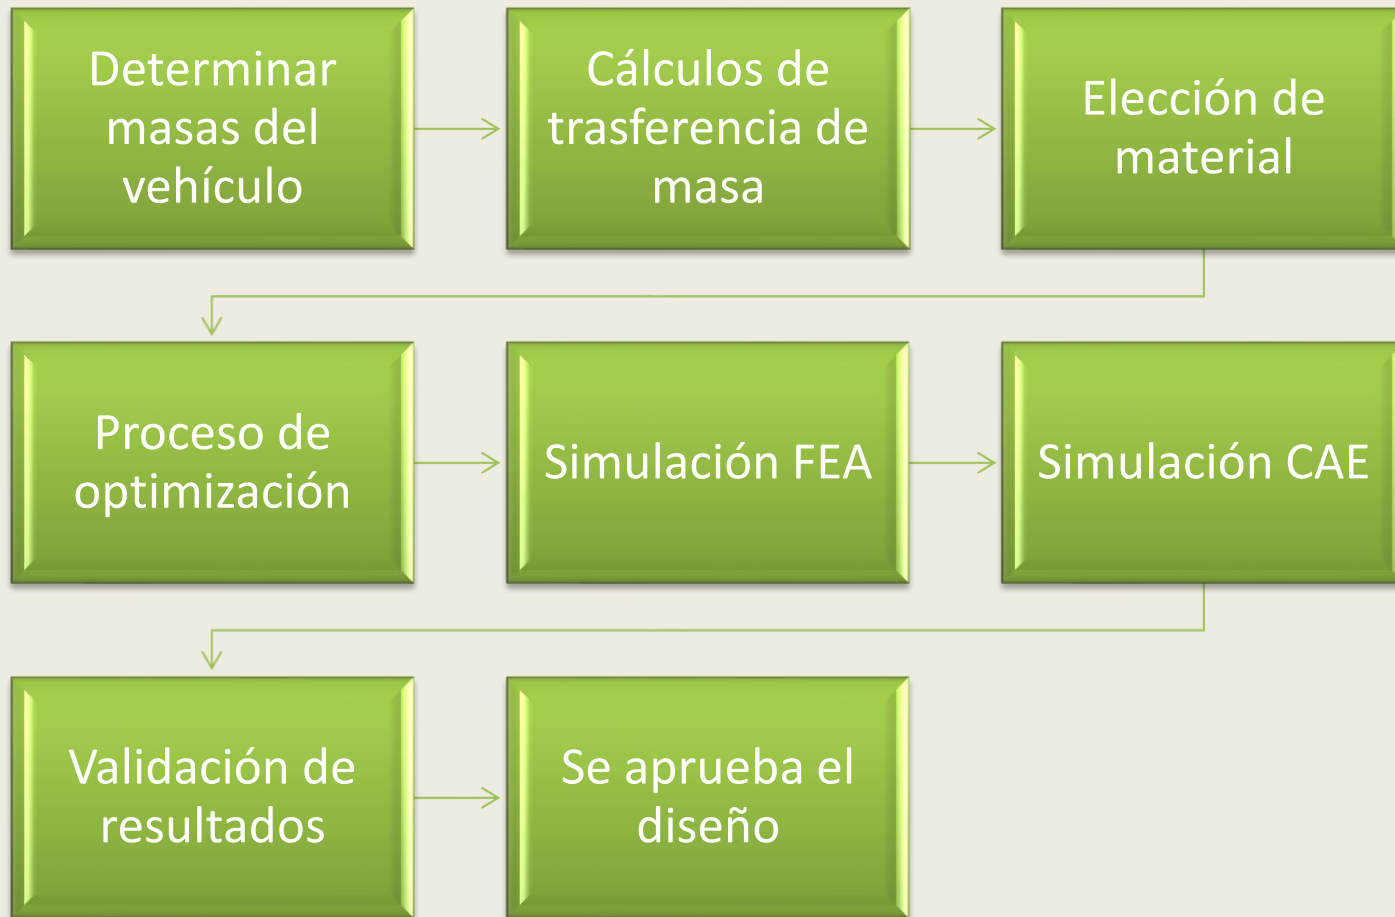 Determinar
masas del
vehículo
Cálculos de
trasferencia de
masa
Elección de
material
Proceso de
optimización
Simulación FEA
Simulación CAE
Validación de
resultados
Se aprueba el
diseño